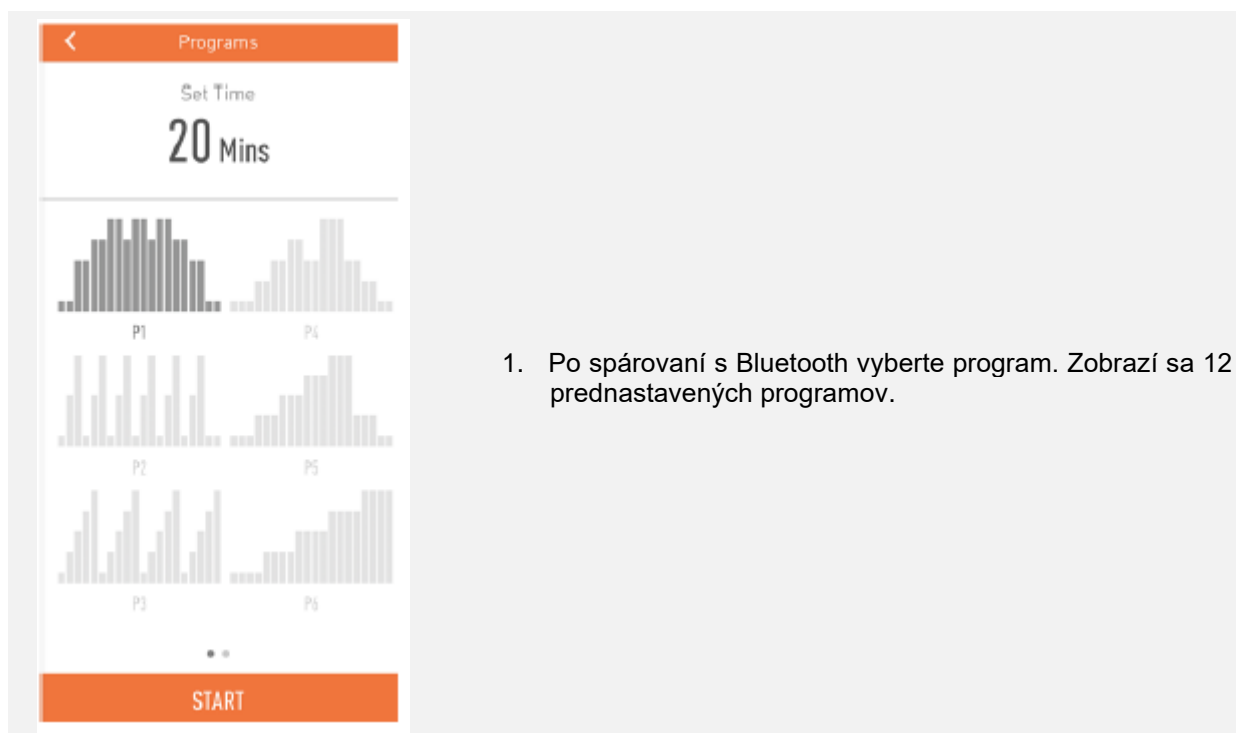 Programs
Set Time
20 Mins
P1
P4
P2
P5
P3
P6
START
1. Po spárovaní s Bluetooth vyberte program. Zobrazí sa 12
prednastavených programov.